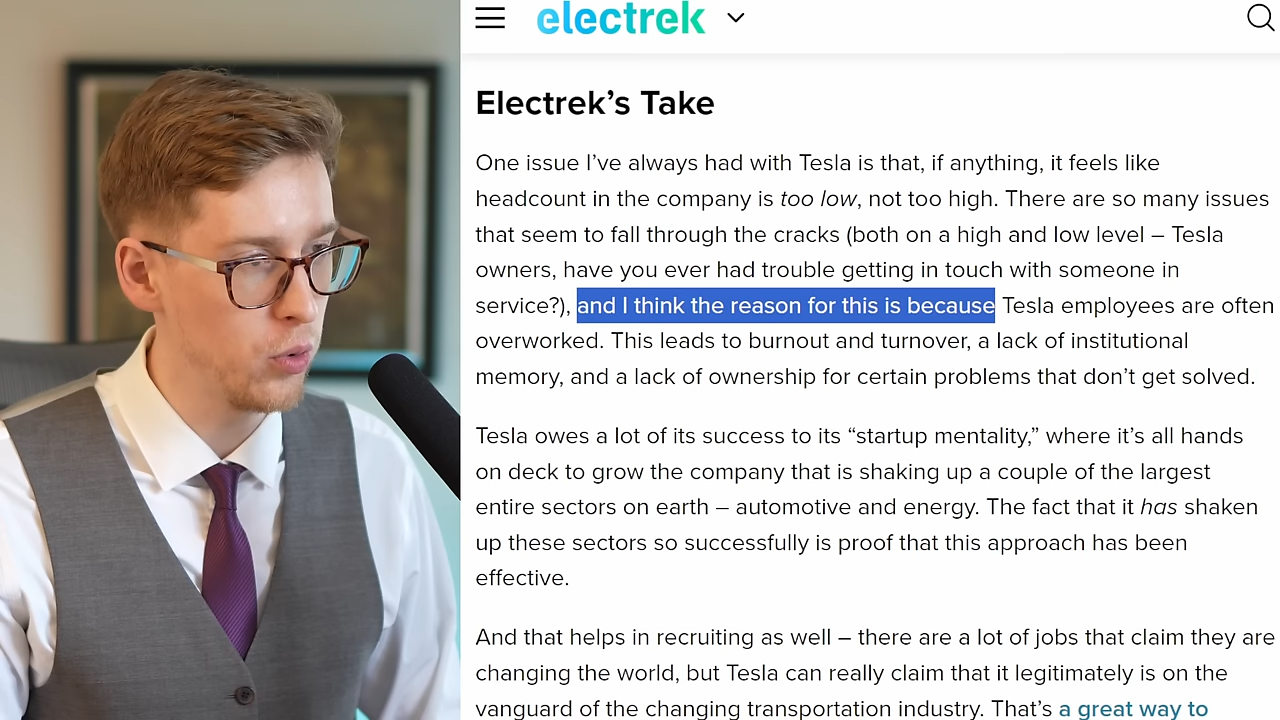 electrek
Electrek’s Take
One issue I’ve always had with Tesla is that, if anything, it feels like
headcount in the company is too low, not too high. There are so many issues
that seem to fall through the cracks (both on a high and low level – Tesla
owners, have you ever had trouble getting in touch with someone in
service?), and I think the reason for this is because Tesla employees are often
overworked. This leads to burnout and turnover, a lack of institutional
memory, and a lack of ownership for certain problems that don’t get solved.
Tesla owes a lot of its success to its “startup mentality,” where it’s all hands
on deck to grow the company that is shaking up a couple of the largest
entire sectors on earth – automotive and energy. The fact that it has shaken
up these sectors so successfully is proof that this approach has been
effective.
And that helps in recruiting as well – there are a lot of jobs that claim they are
changing the world, but Tesla can really claim that it legitimately is on the
vanguard of the changing transportation industry. That’s a great way to